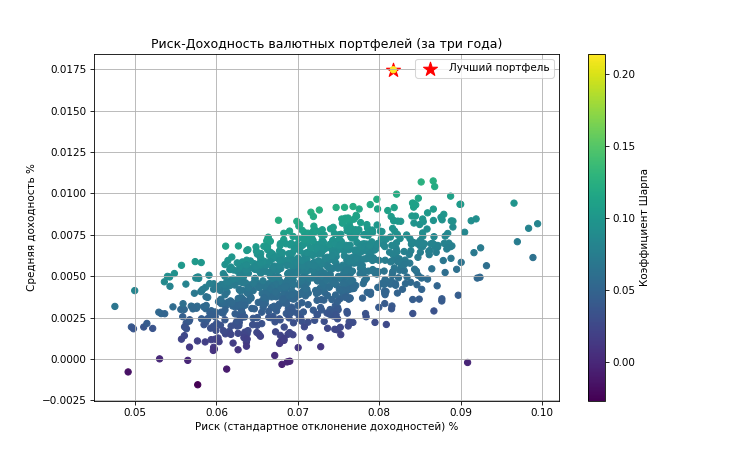 Риск-Доходность валютных портфелей (за три года)
Лучший портфель
0.0175
0.0150
0.0125
0.0100
0.0075
0.0050
0.0025
0.0000
−0.0025
Средняя доходность %
0.05 0.06 0.07 0.08 0.09 0.10
Риск (стандартное отклонение доходностей) %
0.20
0.15
0.10
0.05
0.00
Коэффициент Шарпа